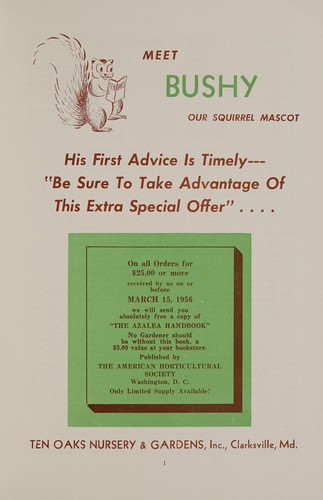 MEET
BUSHY
OUR SQUIRREL MASCOT
His First Advice Is Timely---
"Be Sure To Take Advantage Of
This Extra Special Offer" . . . .
On all Orders for
$25.00 or more
received by us on or
before
MARCH 15, 1956
we will send you
absolutely free a copy of
"THE AZALEA HANDBOOK"
No Gardener should
be without this book, a
$3.00 value at your bookstore.
Published by
THE AMERICAN HORTICULTURAL
SOCIETY
Washington, D. C.
Only Limited Supply Available!
TEN OAKS NURSERY & GARDENS, Inc., Clarksville, Md.
1